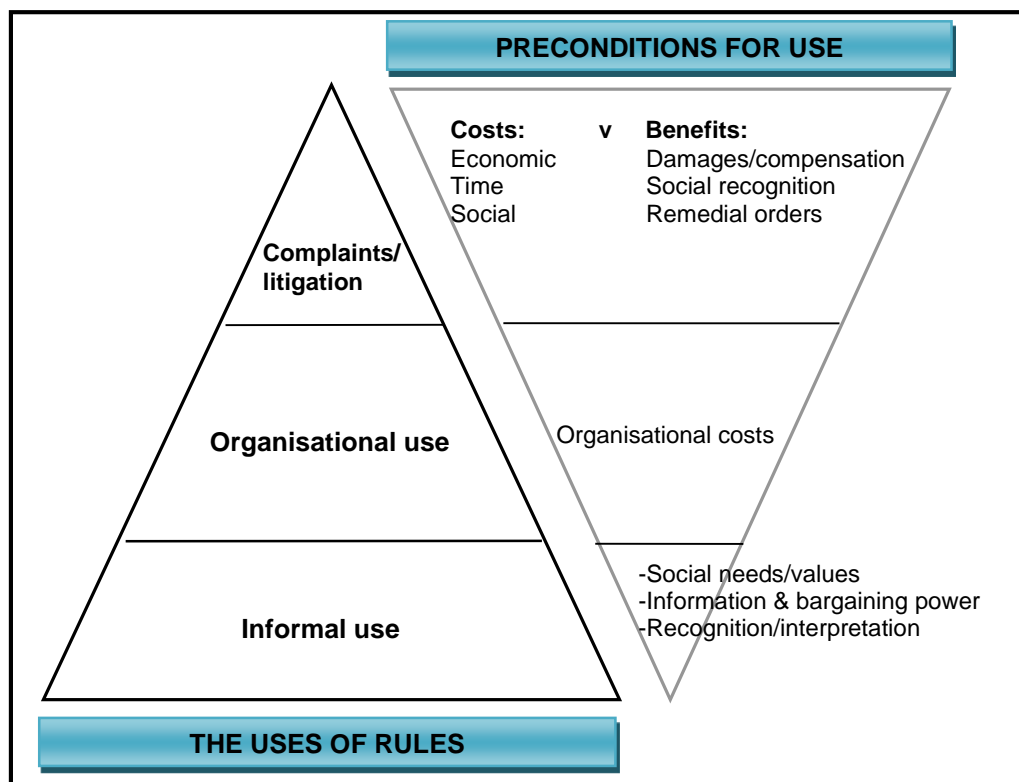 PRECONDITIONS FOR USE
Costs: v Benefits:
Economic Damages/compensation
Time Social recognition
Social Remedial orders
Complaints/
litigation
Organisational use
Organisational costs
Informal use
-Social needs/values
-Information & bargaining power
-Recognition/interpretation
THE USES OF RULES